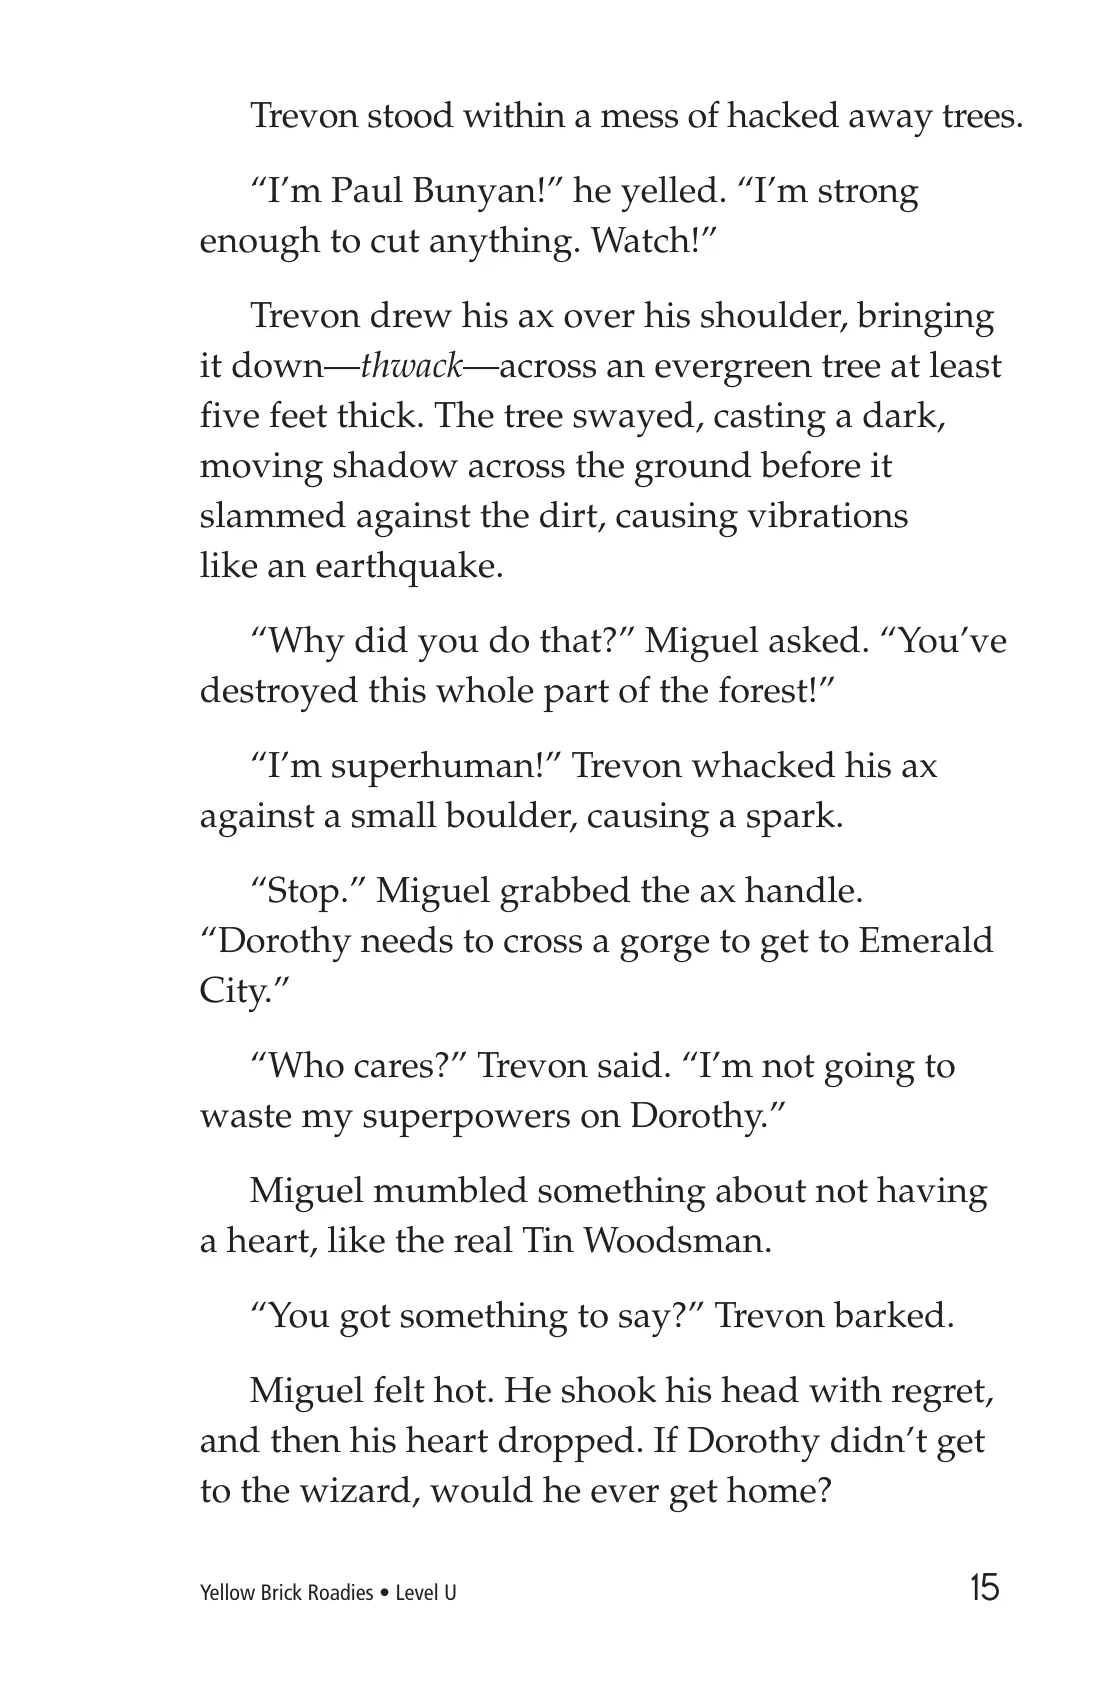 Trevon stood within a mess of hacked away trees.
“I’m Paul Bunyan!” he yelled. “I’m strong
enough to cut anything. Watch!”
Trevon drew his ax over his shoulder, bringing
it down—thwack—across an evergreen tree at least
five feet thick. The tree swayed, casting a dark,
moving shadow across the ground before it
slammed against the dirt, causing vibrations
like an earthquake.
“Why did you do that?” Miguel asked. “You’ve
destroyed this whole part of the forest!”
“I’m superhuman!” Trevon whacked his ax
against a small boulder, causing a spark.
“Stop.” Miguel grabbed the ax handle.
“Dorothy needs to cross a gorge to get to Emerald
City.”
“Who cares?” Trevon said. “I’m not going to
waste my superpowers on Dorothy.”
Miguel mumbled something about not having
a heart, like the real Tin Woodsman.
“You got something to say?” Trevon barked.
Miguel felt hot. He shook his head with regret,
and then his heart dropped. If Dorothy didn’t get
to the wizard, would he ever get home?
Yellow Brick Roadies • Level U
15